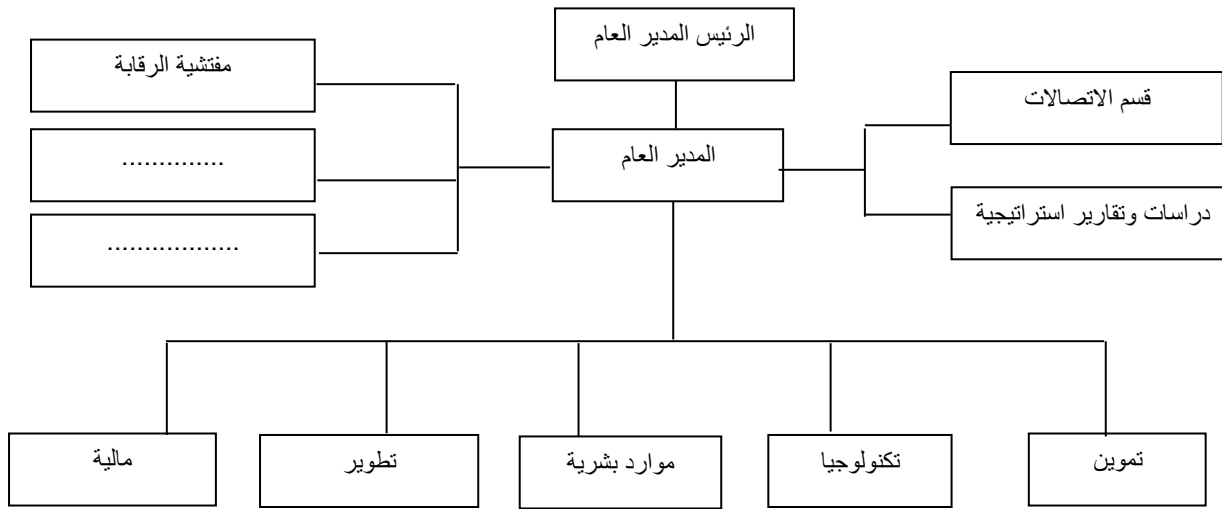 الرئيس المدير العام
مفتشية الرقابة
قسم الاتصالات
المدير العام
..............
دراسات وتقارير استراتيجية
..................
تموين
تكنولوجيا
موارد بشرية
تطوير
مالية